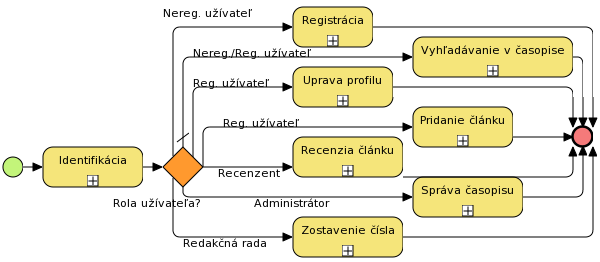 Nereg. užívateľ
Registrácia
Nereg./Reg. užívateľ
Vyhľadávanie v časopise
Reg. užívateľ
Uprava profilu
Reg. užívateľ
Pridanie článku
Identifikácia
Recenzia článku
Recenzent
Správa časopisu
Rola užívateľa?
Administrátor
Zostavenie čísla
Redakčná rada